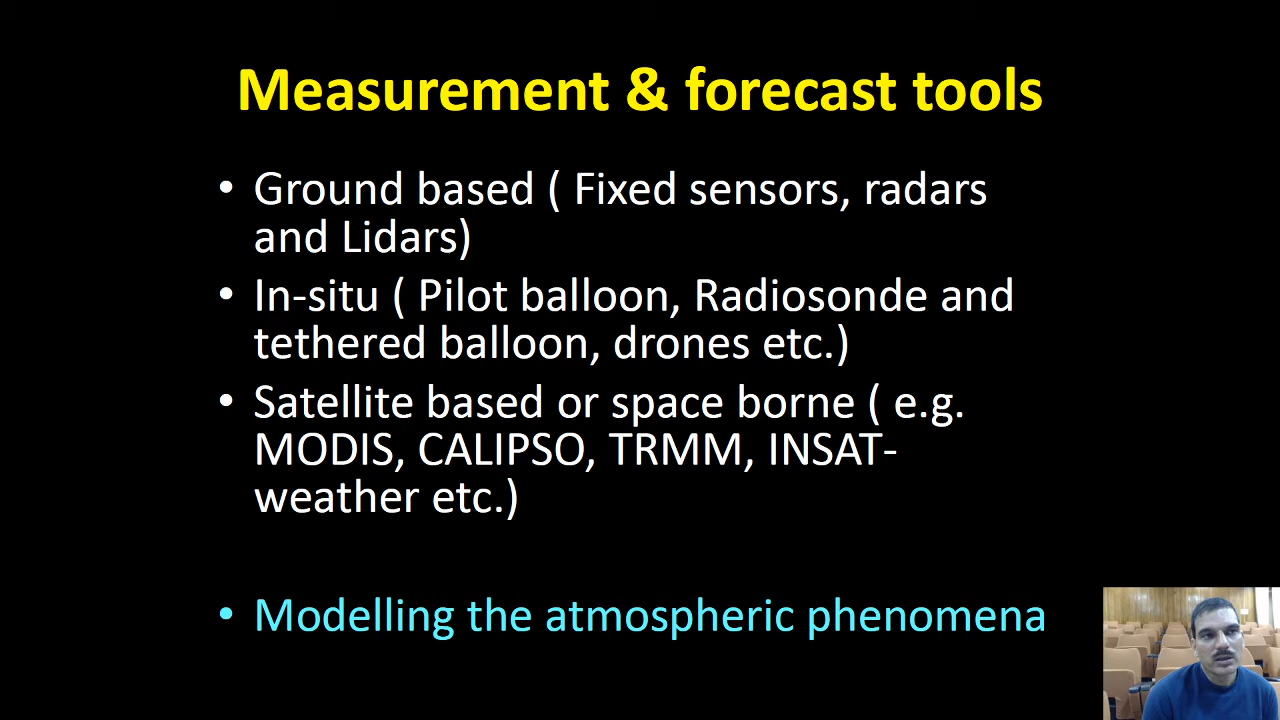 Measurement & forecast tools
• Ground based ( Fixed sensors, radars
and Lidars)
• In-situ ( Pilot balloon, Radiosonde and
tethered balloon, drones etc.)
• Satellite based or space borne ( e.g.
MODIS, CALIPSO, TRMM, INSAT-
weather etc.)
• Modelling the atmospheric phenomena